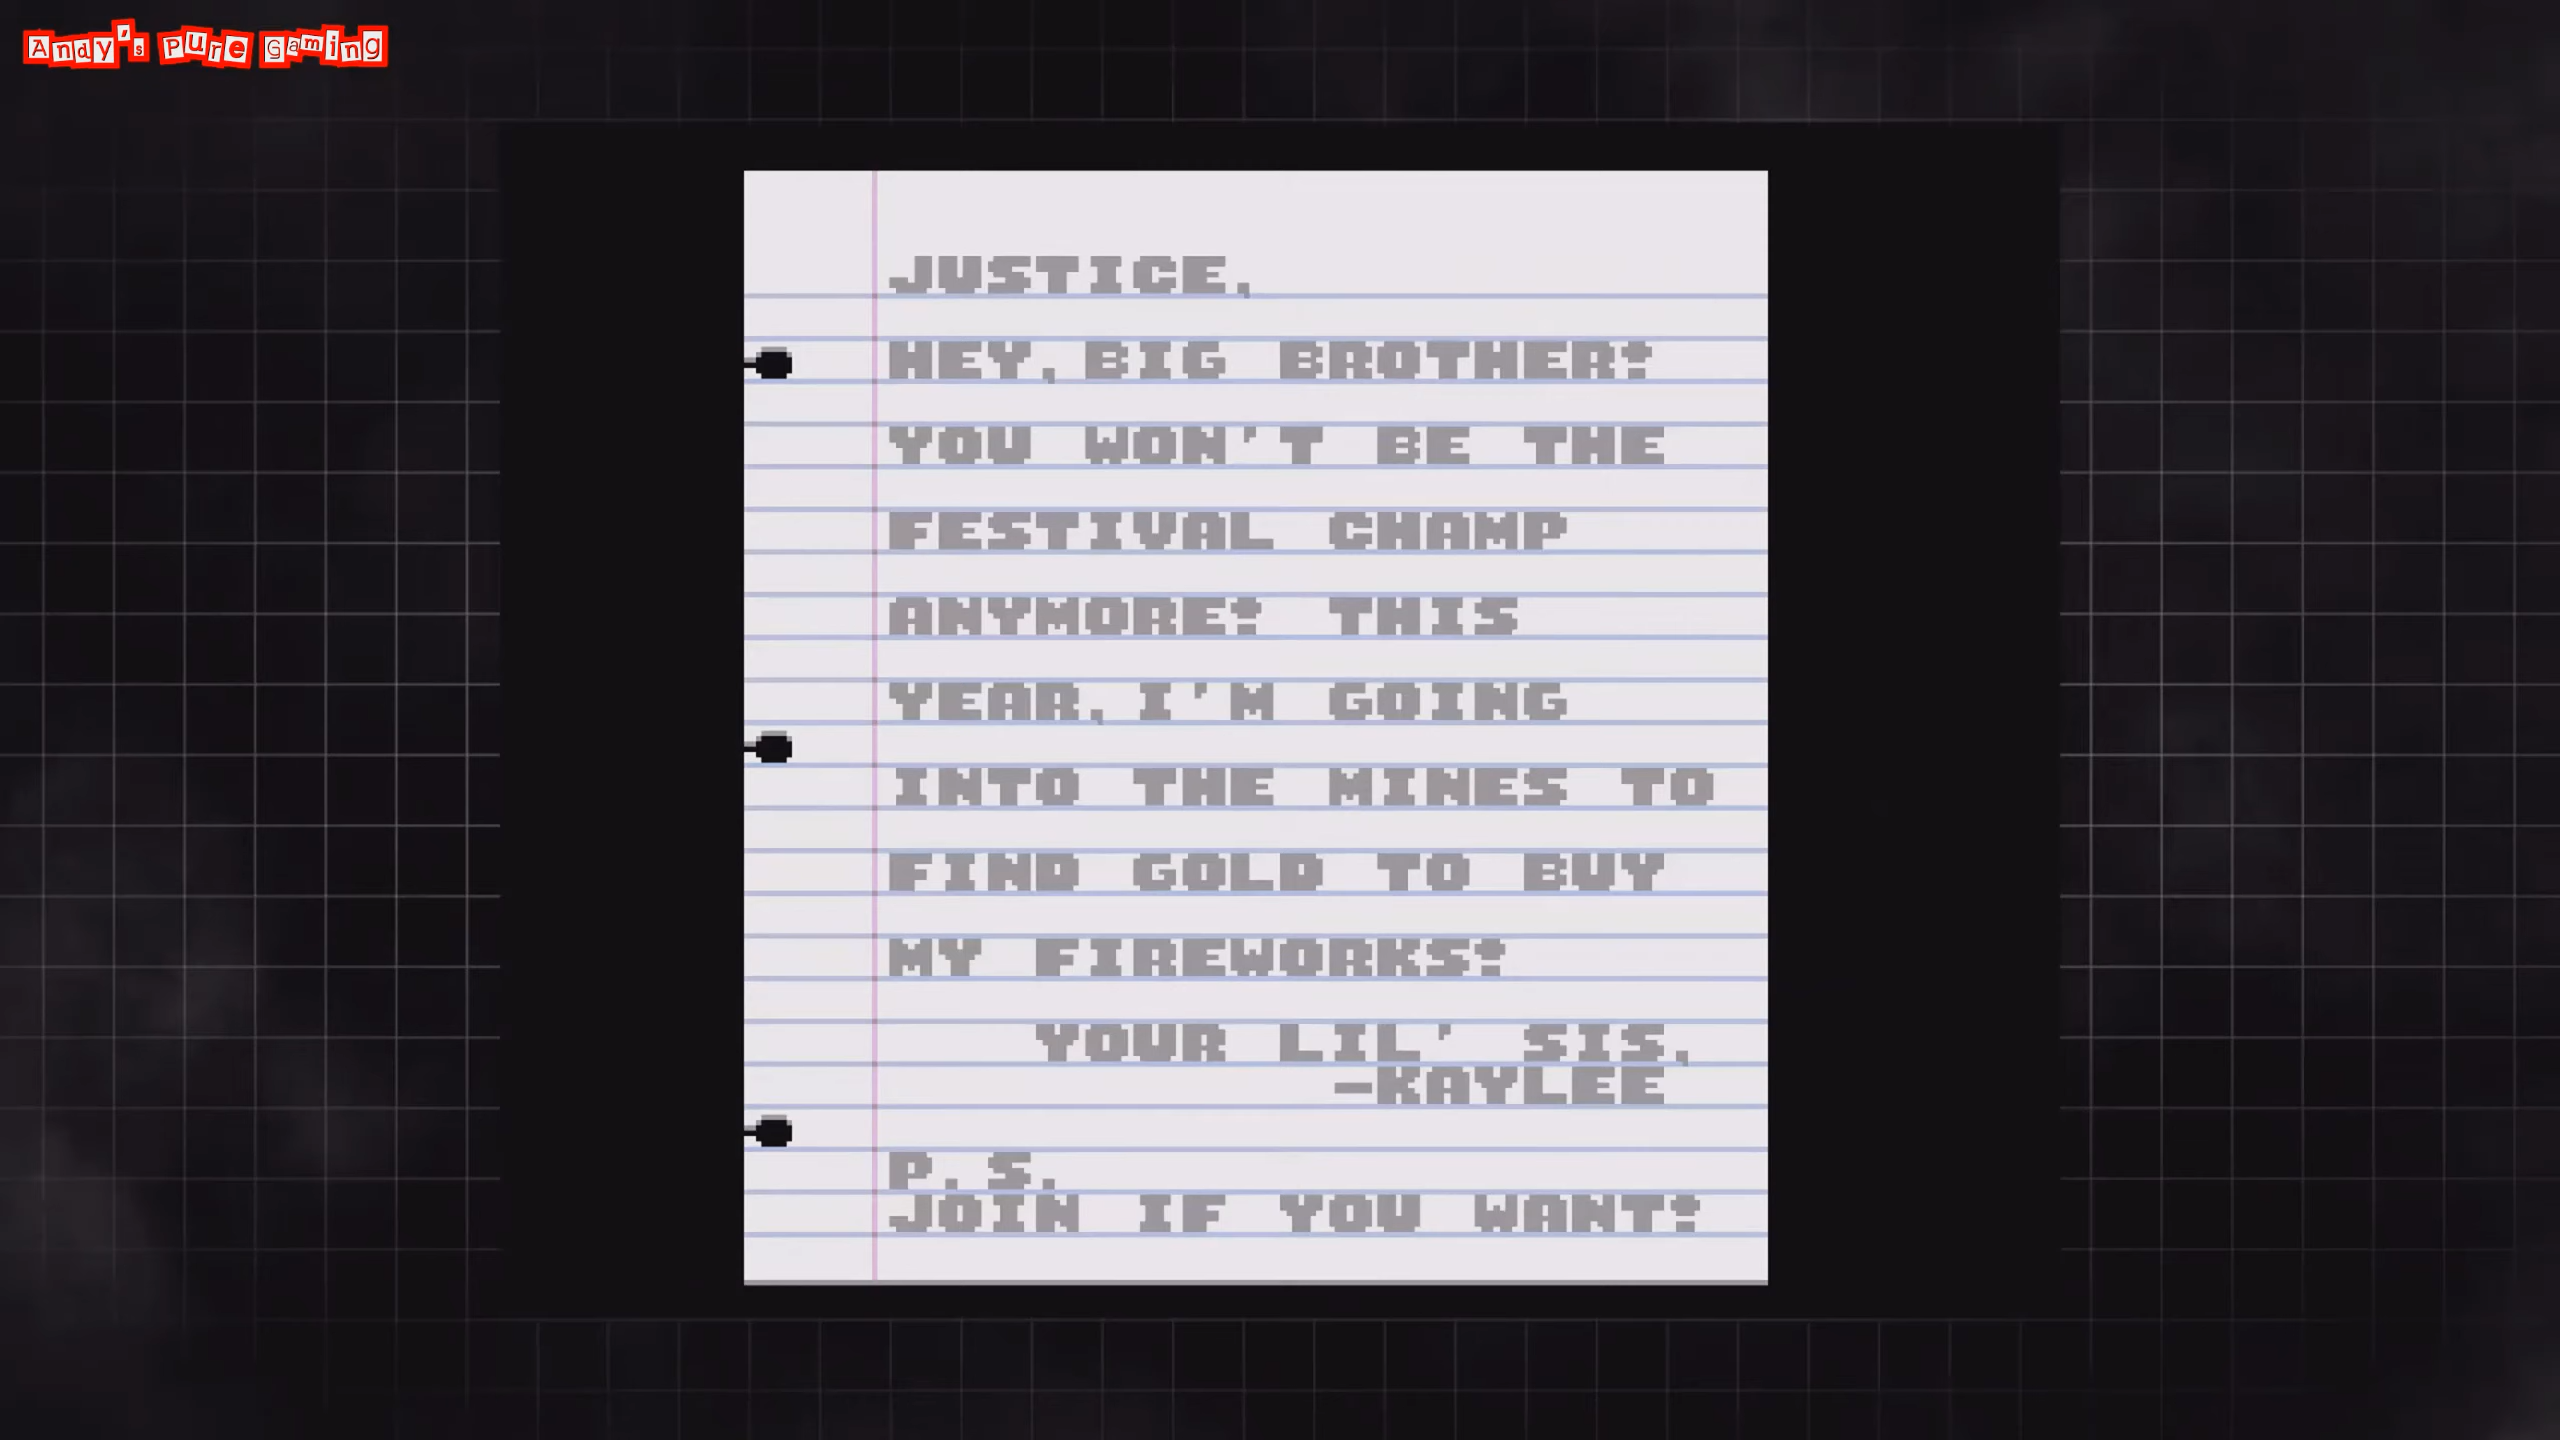 Andy's Pure Gaming
JUSTICE,
HEY, BIG BROTHER!
YOU WON'T BE THE
FESTIVAL CHAMP
ANYMORE! THIS
YEAR, I'M GOING
INTO THE MINES TO
FIND GOLD TO BUY
MY FIREWORKS!
YOUR LIL' SIS,
-KAYLEE
P.S.
JOIN IF YOU WANT!